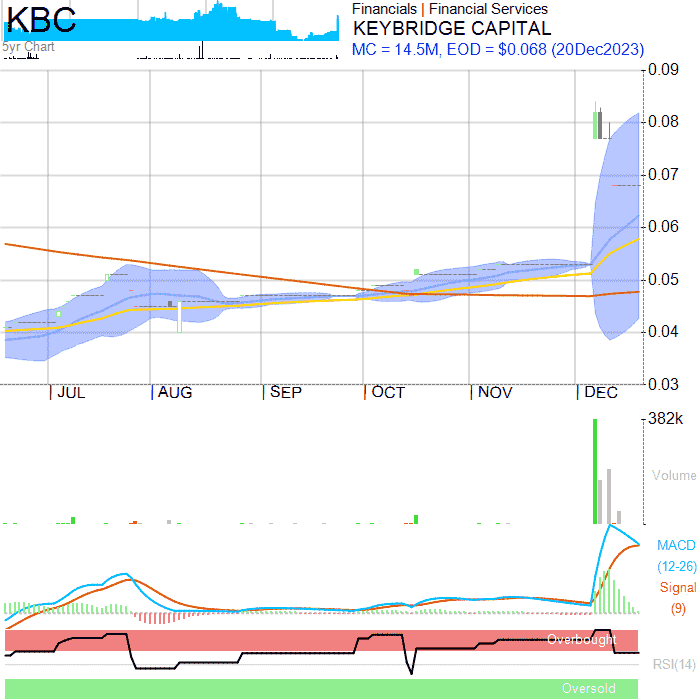 KBC
5yr Chart
Financials | Financial Services
KEYBRIDGE CAPITAL
MC = 14.5M, EOD = $0.068 (20Dec2023)
0.09
0.08
0.07
0.06
0.05
0.04
0.03
JUL AUG SEP OCT NOV DEC
382k
Volume
MACD
(12-26)
Signal
(9)
Overbought
RSI(14)
Oversold